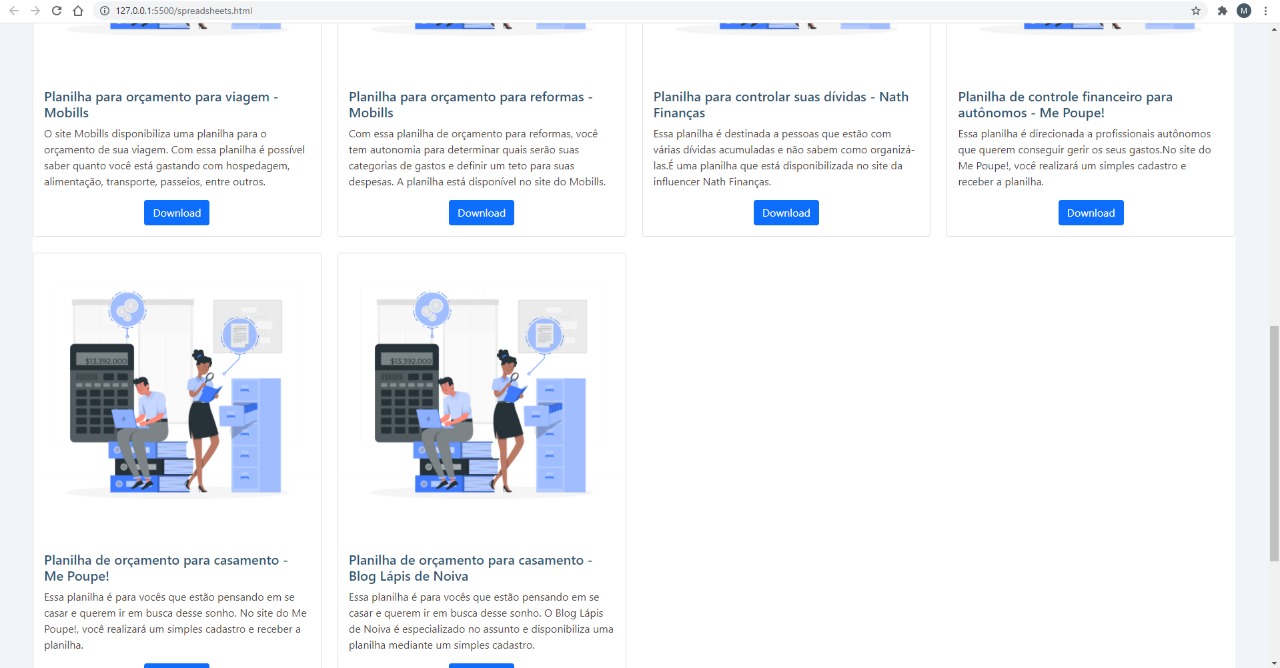 127.0.0.1:5500/spreadsheets.html
M
Planilha para orçamento para viagem -
Mobills
O site Mobills disponibiliza uma planilha para o
orçamento de sua viagem. Com essa planilha é possível
saber quanto você está gastando com hospedagem,
alimentação, transporte, passeios, entre outros.
Download
Planilha para orçamento para reformas -
Mobills
Com essa planilha de orçamento para reformas, você
tem autonomia para determinar quais serão suas
categorias de gastos e definir um teto para suas
despesas. A planilha está disponível no site do Mobills.
Download
Planilha para controlar suas dívidas - Nath
Finanças
Essa planilha é destinada a pessoas que estão com
várias dívidas acumuladas e não sabem como organizá-
las.É uma planilha que está disponibilizada no site da
influencer Nath Finanças.
Download
Planilha de controle financeiro para
autônomos - Me Poupe!
Essa planilha é direcionada a profissionais autônomos
que querem conseguir gerir os seus gastos.No site do
Me Poupe!, você realizará um simples cadastro e
receber a planilha.
Download
$13.392.000
Planilha de orçamento para casamento -
Me Poupe!
Essa planilha é para vocês que estão pensando em se
casar e querem ir em busca desse sonho. No site do Me
Poupe!, você realizará um simples cadastro e receber a
planilha.
$13.392.000
Planilha de orçamento para casamento -
Blog Lápis de Noiva
Essa planilha é para vocês que estão pensando em se
casar e querem ir em busca desse sonho. O Blog Lápis
de Noiva é especializado no assunto e disponibiliza uma
planilha mediante um simples cadastro.